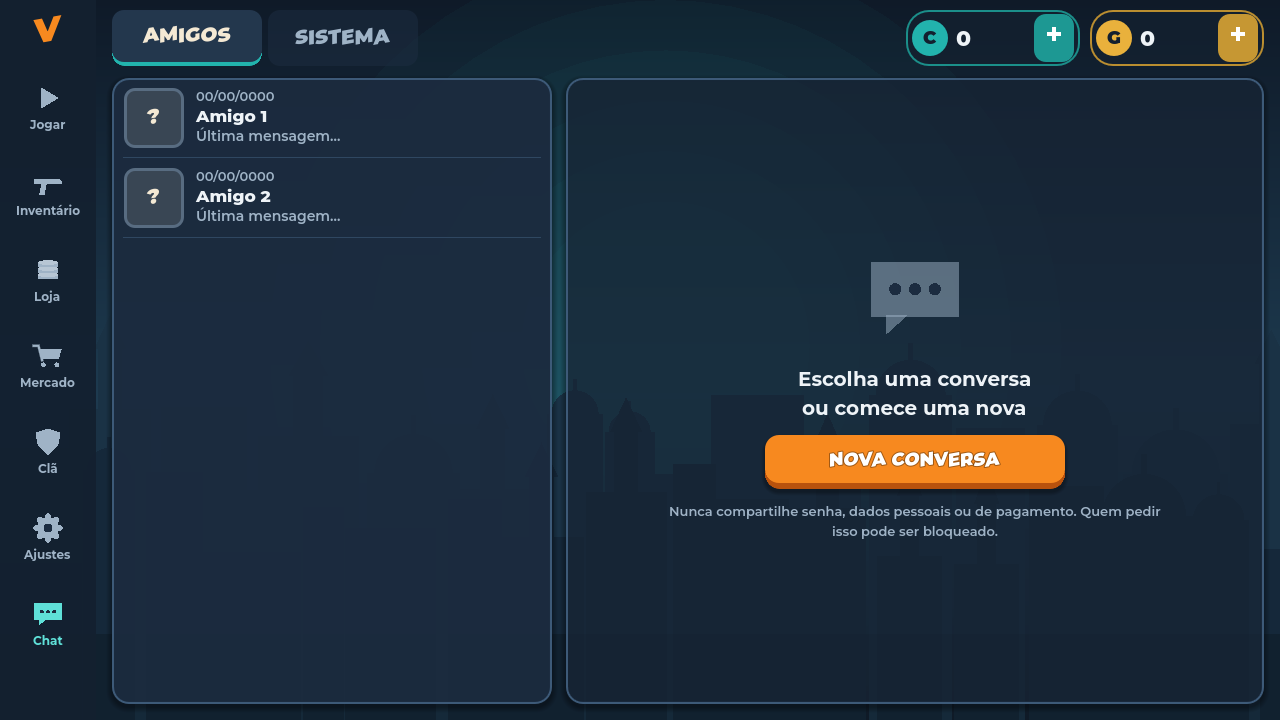 V
AMIGOS
SISTEMA
C 0 +
G 0 +
Jogar
Inventário
Loja
Mercado
Clã
Ajustes
Chat
?
00/00/0000
Amigo 1
Última mensagem...
?
00/00/0000
Amigo 2
Última mensagem...
Escolha uma conversa
ou comece uma nova
NOVA CONVERSA
Nunca compartilhe senha, dados pessoais ou de pagamento. Quem pedir
isso pode ser bloqueado.